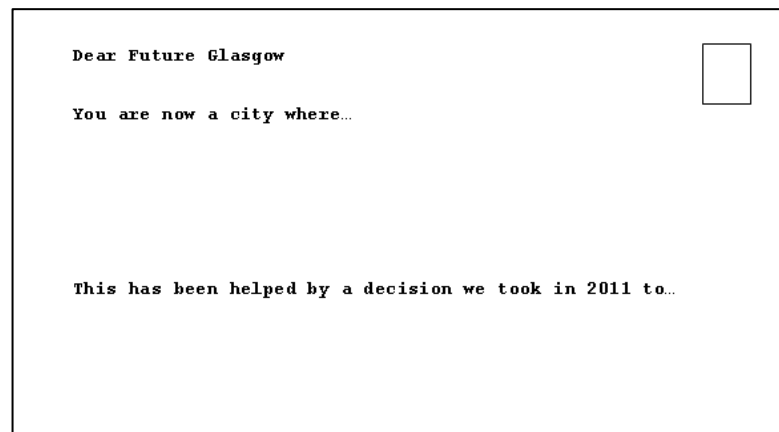 Dear Future Glasgow
You are now a city where…
This has been helped by a decision we took in 2011 to…